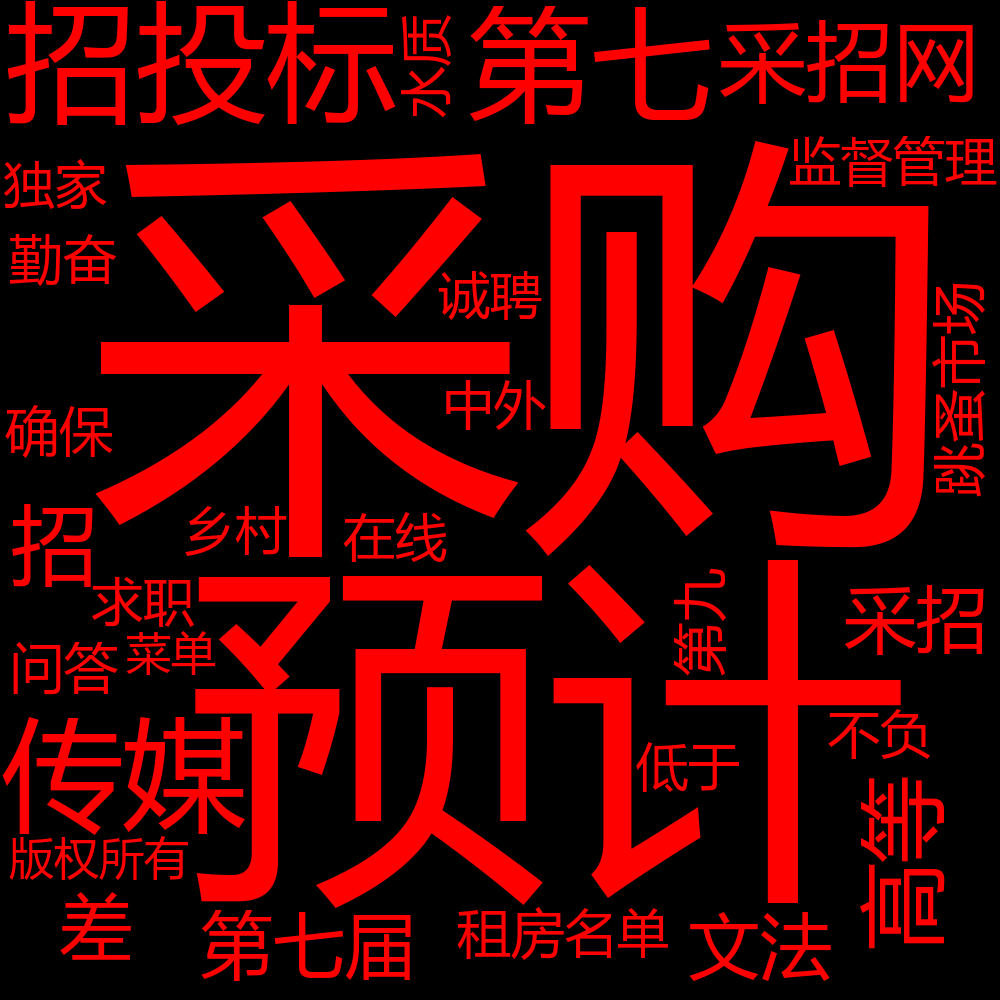 招投标
水质
第七
采招网
监督管理
独家
采购
勤奋
诚聘
跳蚤市场
中外
确保
招
乡村
在线
预计
求职
第九
采招
菜单
问答
传媒
不负
低于
高等
版权所有
差
第七届
租房名单
文法